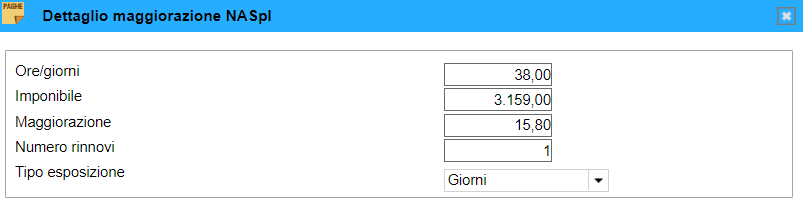 PAGHE
Dettaglio maggiorazione NASpI
Ore/giorni 38,00
Imponibile 3.159,00
Maggiorazione 15,80
Numero rinnovi 1
Tipo esposizione Giorni